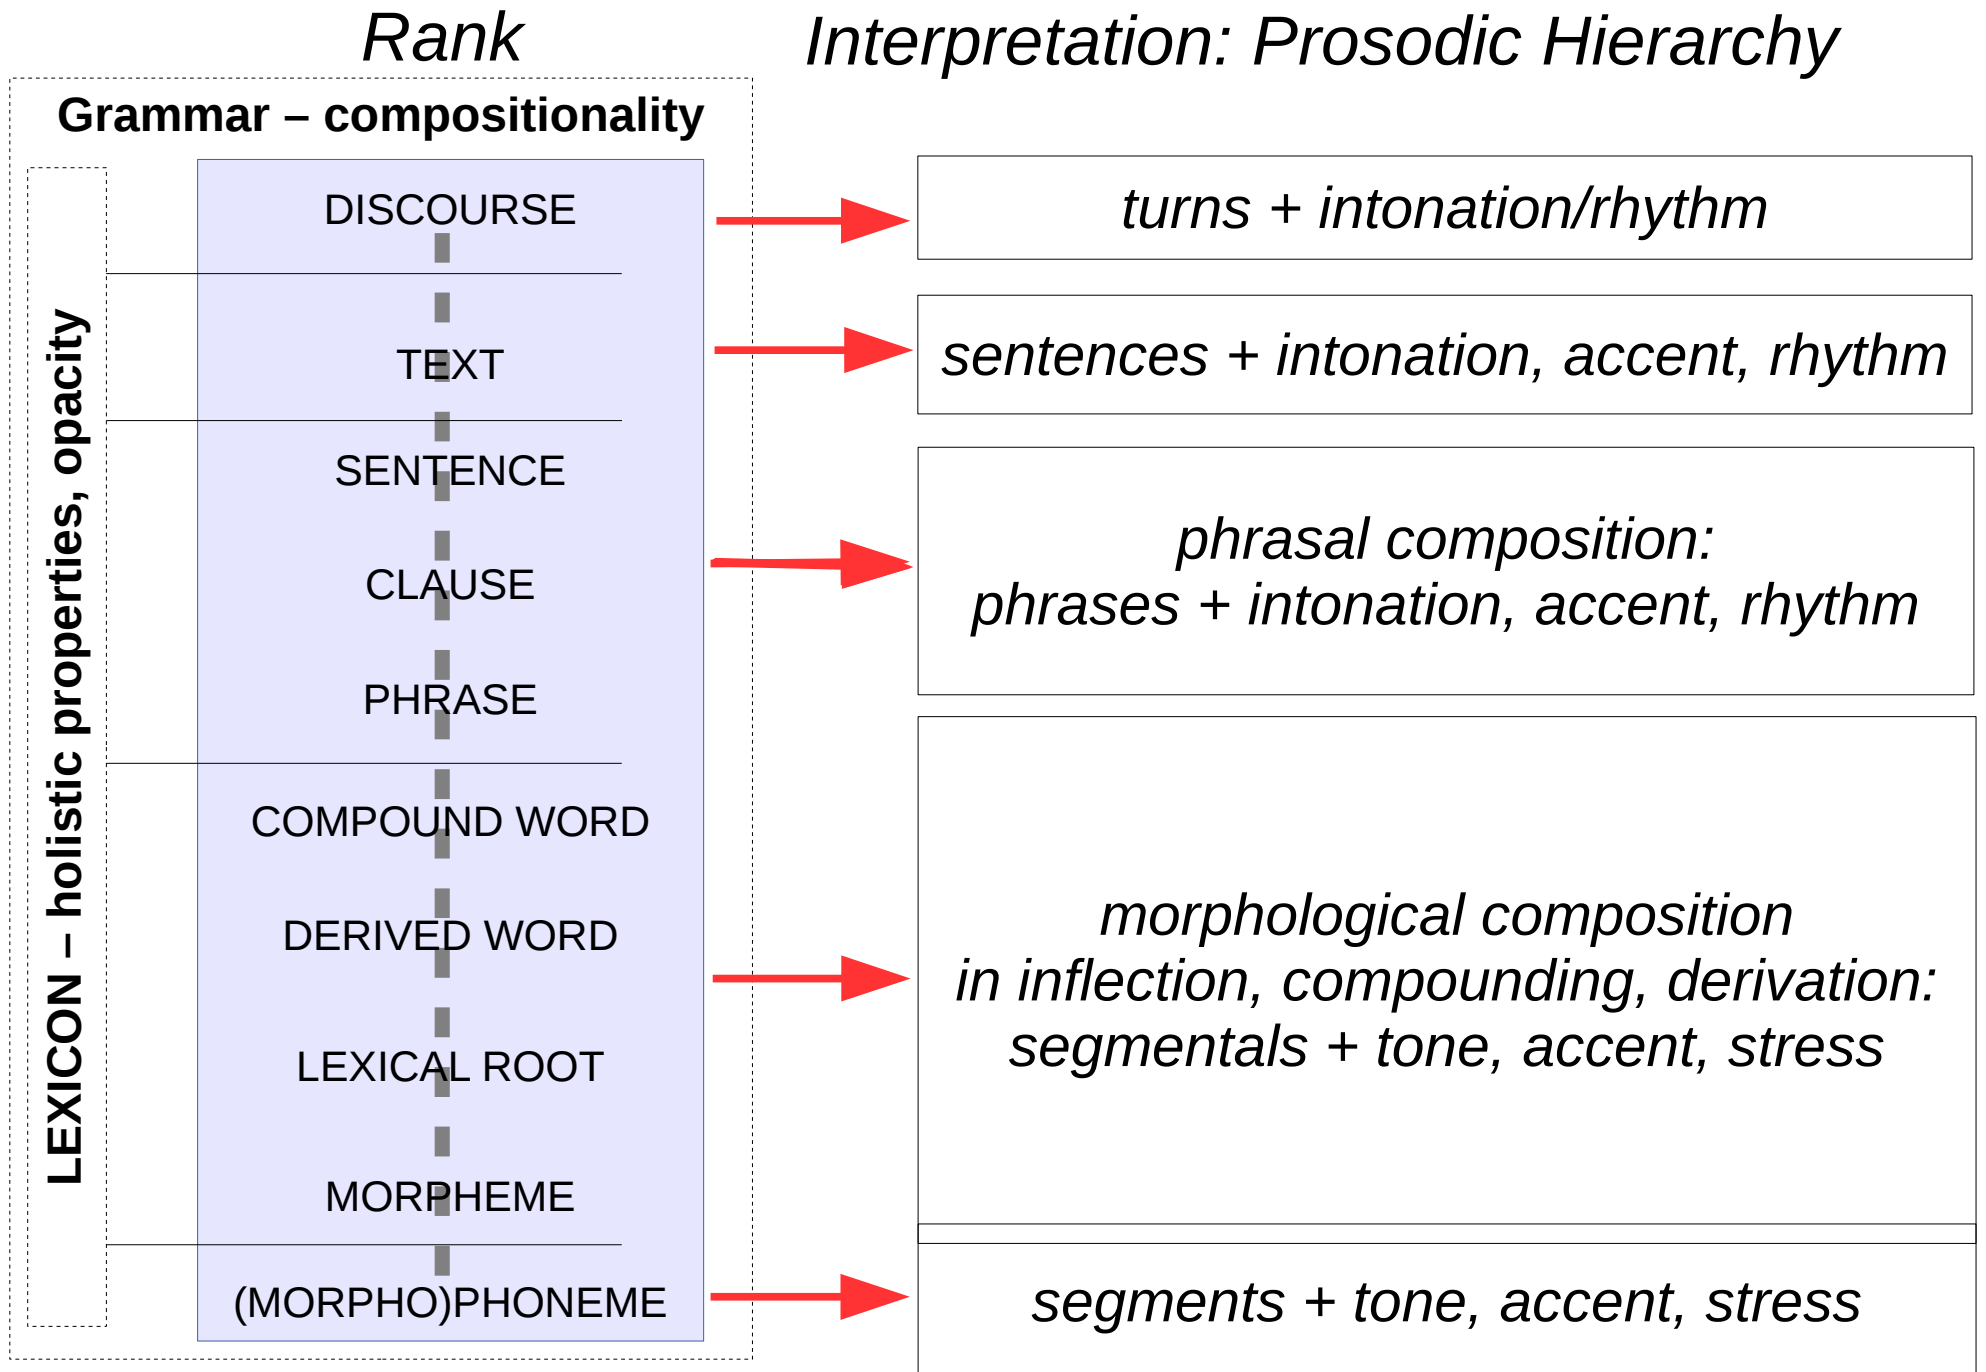 Rank
Interpretation: Prosodic Hierarchy
Grammar – compositionality
LEXICON – holistic properties, opacity
DISCOURSE
turns + intonation/rhythm
TEXT
sentences + intonation, accent, rhythm
SENTENCE
CLAUSE
PHRASE
phrasal composition:
phrases + intonation, accent, rhythm
COMPOUND WORD
DERIVED WORD
LEXICAL ROOT
MORPHEME
morphological composition
in inflection, compounding, derivation:
segmentals + tone, accent, stress
(MORPHO)PHONEME
segments + tone, accent, stress